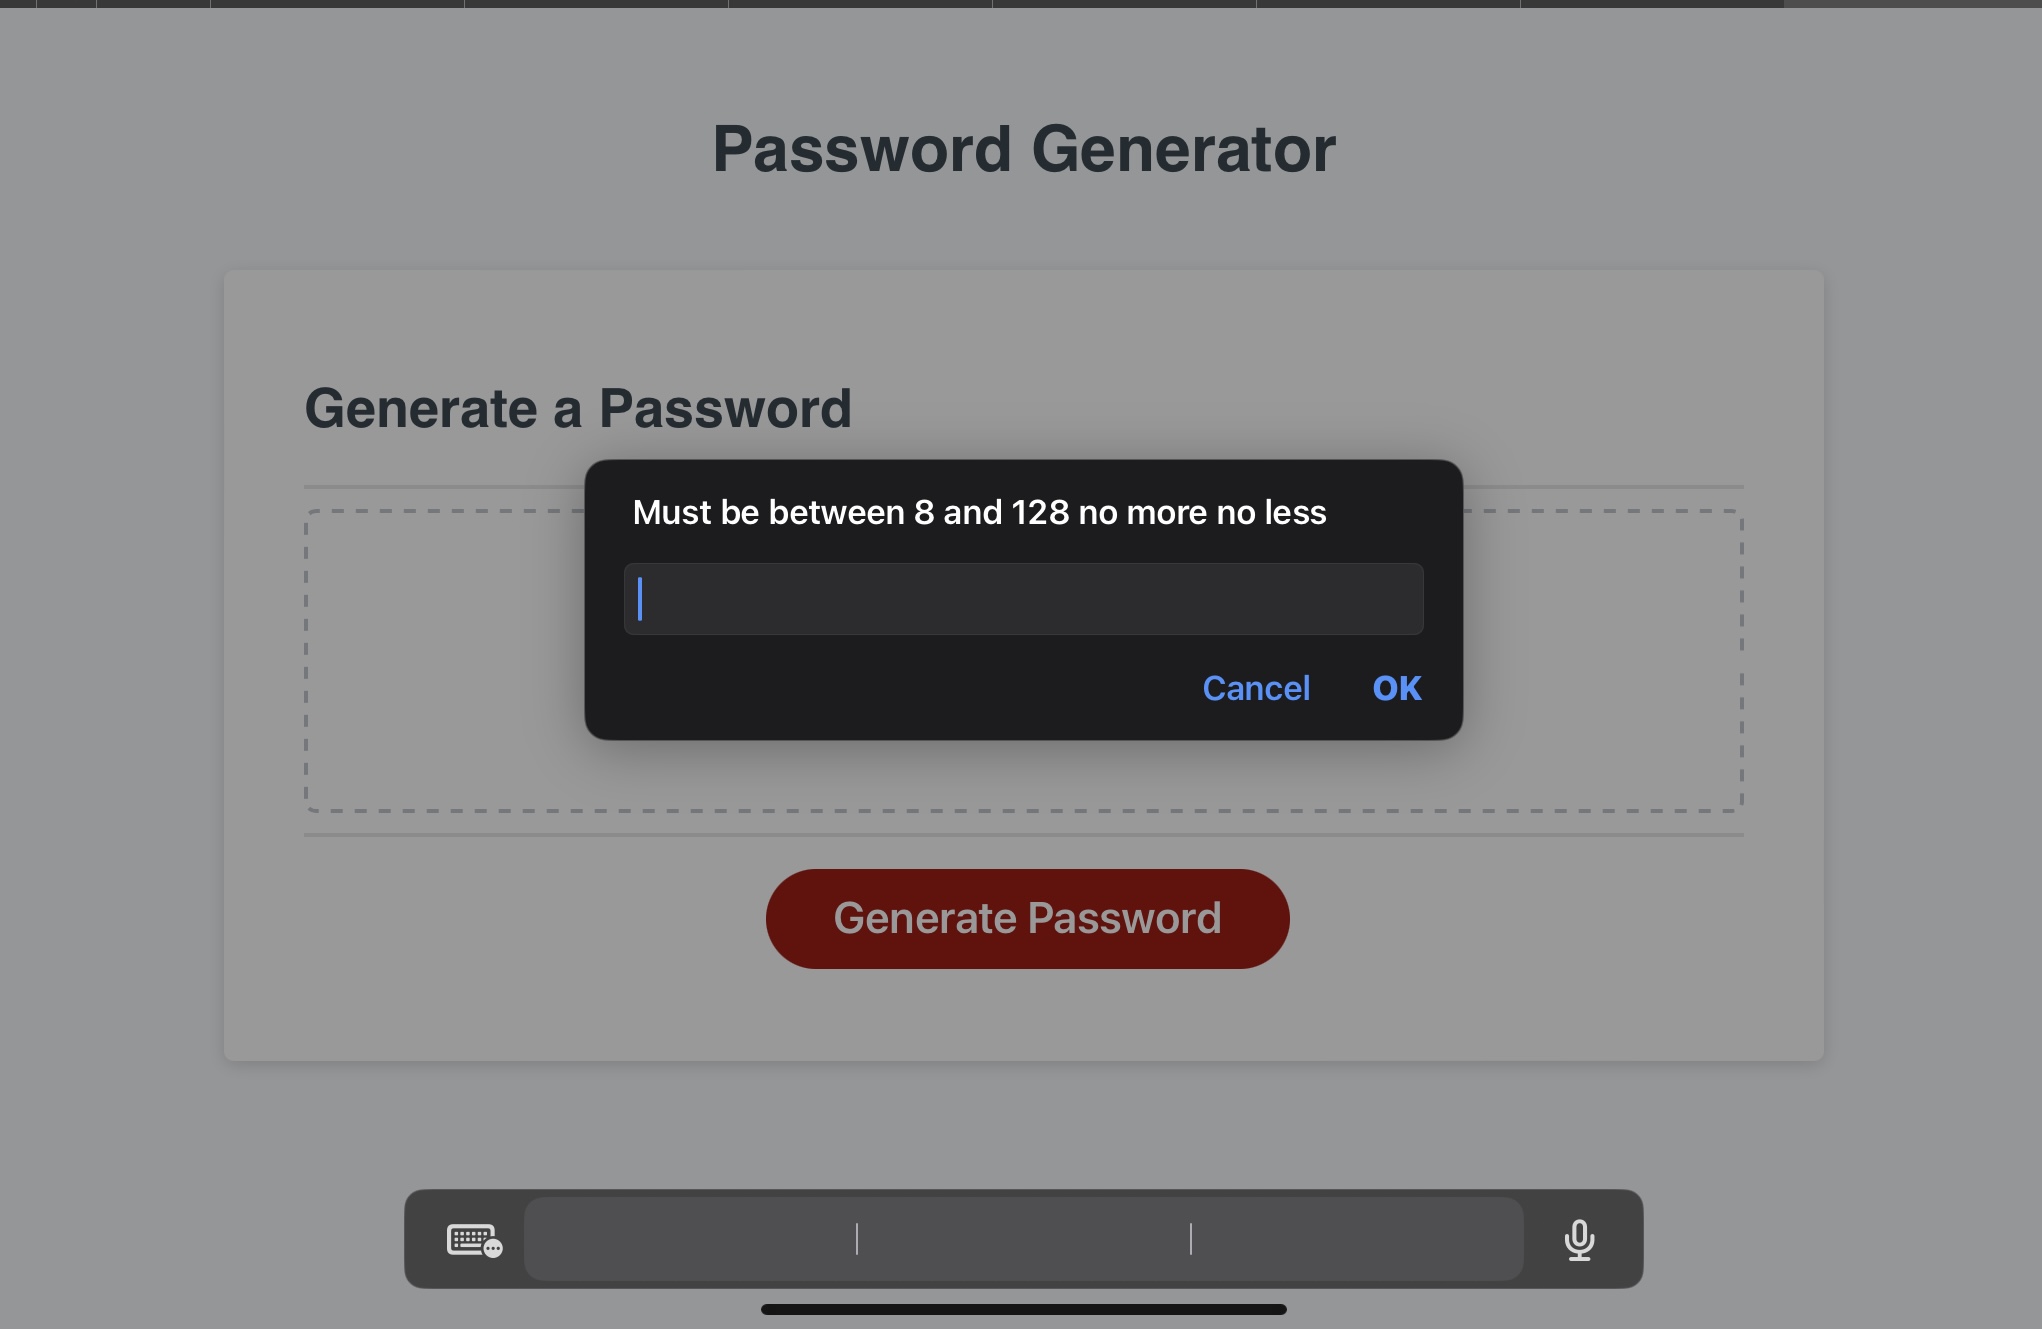 Password Generator
Generate a Password
Must be between 8 and 128 no more no less
Cancel OK
Generate Password